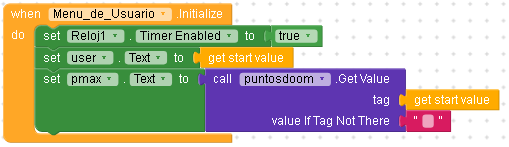 when Menu_de_Usuario .Initialize
do set Reloj1 . Timer Enabled to true
set user . Text to get start value
set pmax . Text to call puntosdoom .Get Value
tag get start value
value If Tag Not There " "